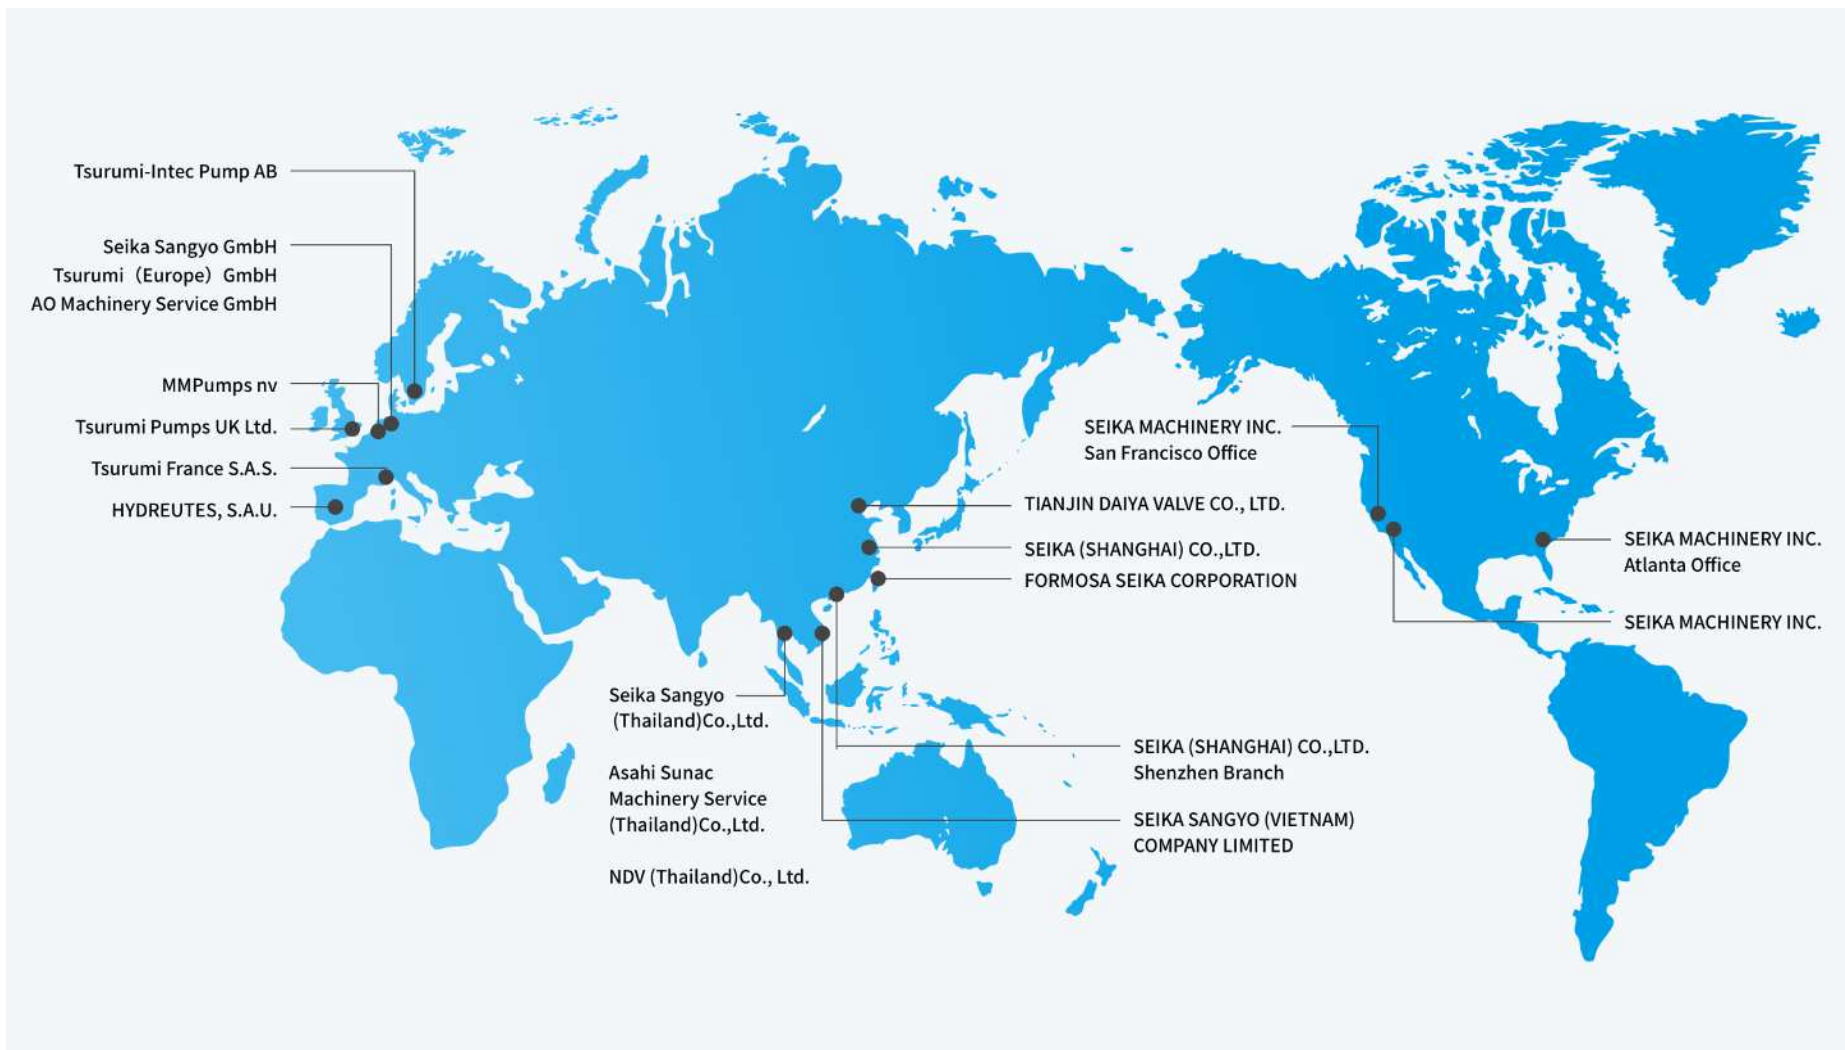 Tsurumi-Intec Pump AB
Seika Sangyo GmbH
Tsurumi（Europe）GmbH
AO Machinery Service GmbH
MMPumps nv
Tsurumi Pumps UK Ltd.
Tsurumi France S.A.S.
HYDREUTES, S.A.U.
SEIKA MACHINERY INC.
San Francisco Office
TIANJIN DAIYA VALVE CO., LTD.
SEIKA (SHANGHAI) CO.,LTD.
FORMOSA SEIKA CORPORATION
SEIKA MACHINERY INC.
Atlanta Office
SEIKA MACHINERY INC.
Seika Sangyo
(Thailand)Co.,Ltd.
Asahi Sunac
Machinery Service
(Thailand)Co.,Ltd.
NDV (Thailand)Co., Ltd.
SEIKA (SHANGHAI) CO.,LTD.
Shenzhen Branch
SEIKA SANGYO (VIETNAM)
COMPANY LIMITED